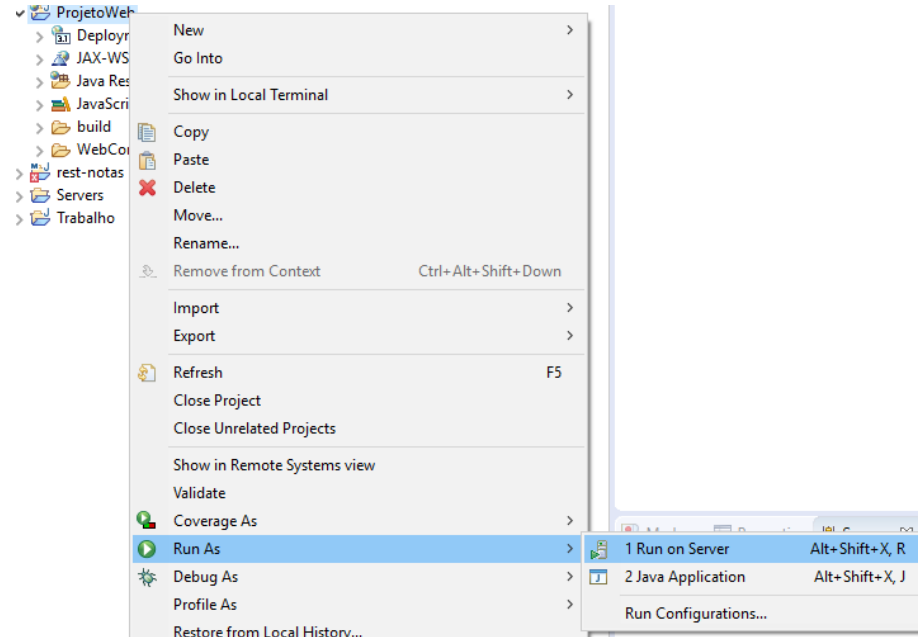 ProjetoWeb
Deployr
JAX-WS
Java Res
JavaScri
build
WebCo
rest-notas
Servers
Trabalho
New
Go Into
Show in Local Terminal
Copy
Paste
Delete
Move...
Rename...
Remove from Context Ctrl+Alt+Shift+Down
Import
Export
Refresh F5
Close Project
Close Unrelated Projects
Show in Remote Systems view
Validate
Coverage As
Run As
Debug As
Profile As
Restore from Local History...
1 Run on Server Alt+Shift+X, R
2 Java Application Alt+Shift+X, J
Run Configurations...